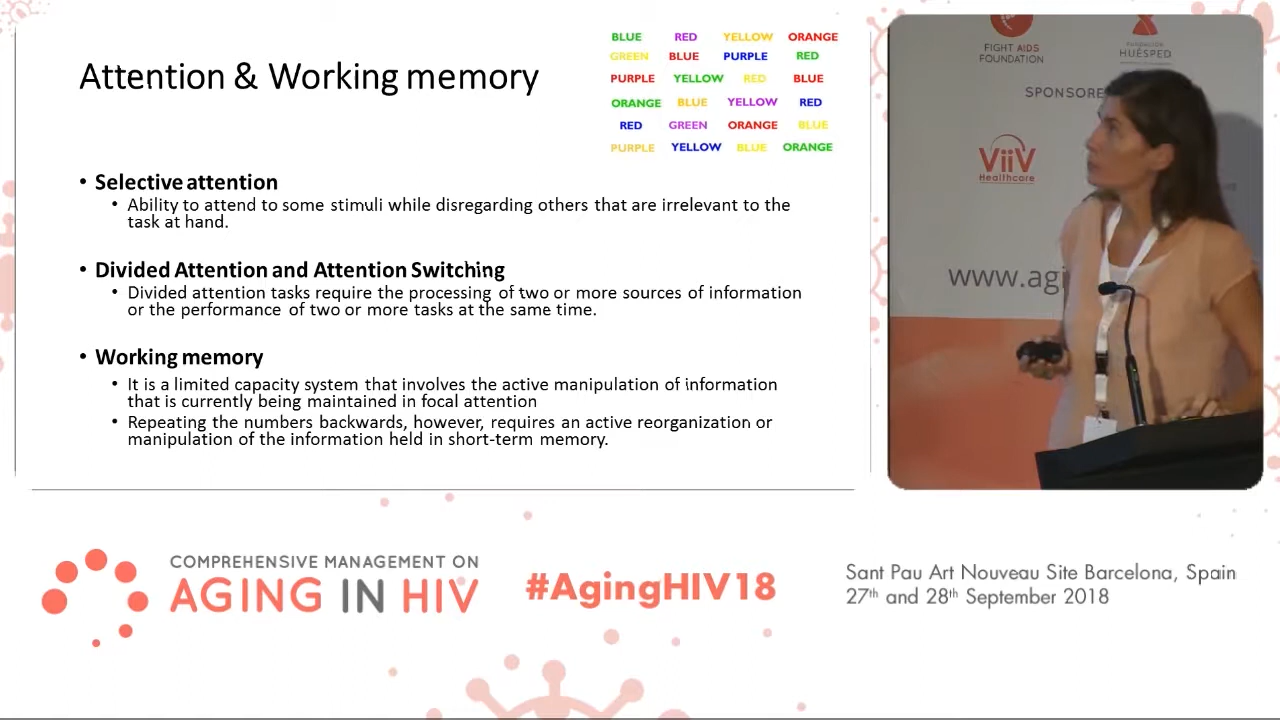 Attention & Working memory
BLUE RED YELLOW ORANGE
GREEN BLUE PURPLE RED
PURPLE YELLOW RED BLUE
ORANGE BLUE YELLOW RED
RED GREEN ORANGE BLUE
PURPLE YELLOW BLUE ORANGE
• Selective attention
• Ability to attend to some stimuli while disregarding others that are irrelevant to the
task at hand.
• Divided Attention and Attention Switching
• Divided attention tasks require the processing of two or more sources of information
or the performance of two or more tasks at the same time.
• Working memory
• It is a limited capacity system that involves the active manipulation of information
that is currently being maintained in focal attention
• Repeating the numbers backwards, however, requires an active reorganization or
manipulation of the information held in short-term memory.
FIGHT AIDS
FOUNDATION
FUNDACIÓN
HUÉSPED
SPONSORE
ViiV
Healthcare
www.agi
COMPREHENSIVE MANAGEMENT ON
AGING IN HIV
#AgingHIV18
Sant Pau Art Nouveau Site Barcelona, Spain
27th and 28th September 2018